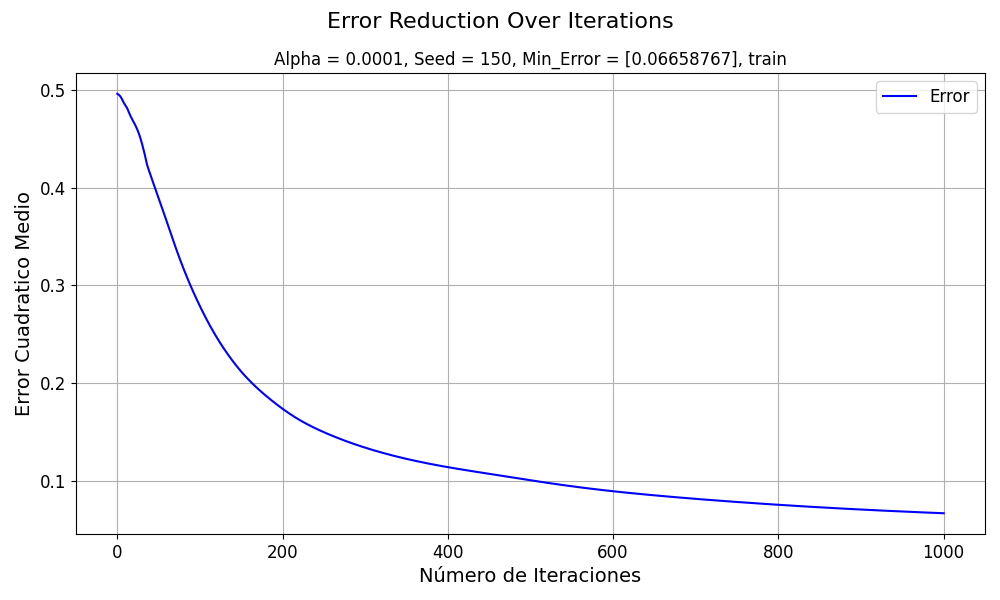 Error Reduction Over Iterations
Alpha = 0.0001, Seed = 150, Min_Error = [0.06658767], train
Error
Error Cuadratico Medio
0.5
0.4
0.3
0.2
0.1
0 200 400 600 800 1000
Número de Iteraciones